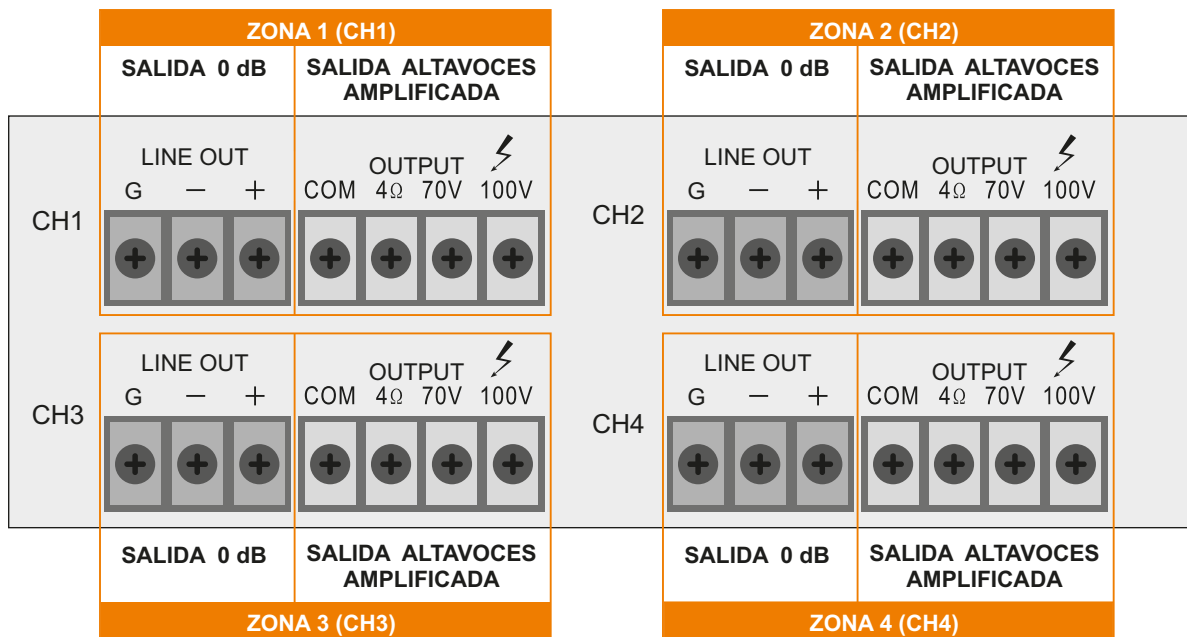 ZONA 1 (CH1)
SALIDA 0 dB
SALIDA ALTAVOCES
AMPLIFICADA
ZONA 2 (CH2)
SALIDA 0 dB
SALIDA ALTAVOCES
AMPLIFICADA
CH1
LINE OUT
G — +
OUTPUT
COM 4Ω 70V 100V
CH2
LINE OUT
G — +
OUTPUT
COM 4Ω 70V 100V
CH3
LINE OUT
G — +
OUTPUT
COM 4Ω 70V 100V
CH4
LINE OUT
G — +
OUTPUT
COM 4Ω 70V 100V
SALIDA 0 dB
SALIDA ALTAVOCES
AMPLIFICADA
ZONA 3 (CH3)
SALIDA 0 dB
SALIDA ALTAVOCES
AMPLIFICADA
ZONA 4 (CH4)